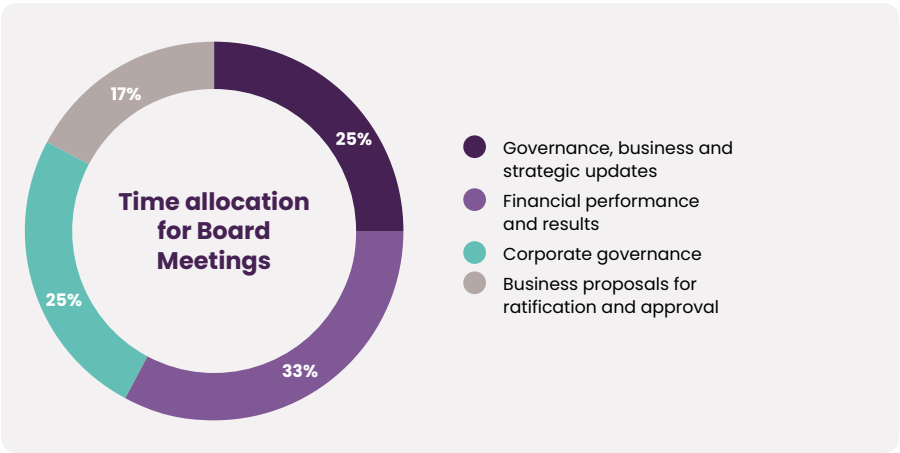 17%
25%
Time allocation
for Board
Meetings
25%
33%
Governance, business and
strategic updates
Financial performance
and results
Corporate governance
Business proposals for
ratification and approval